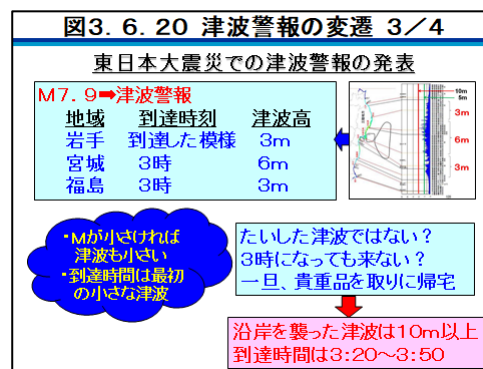 図3.6.20 津波警報の変遷 3/4
東日本大震災での津波警報の発表
M7.9➡津波警報
地域 到達時刻 津波高
岩手 到達した模様 3m
宮城 3時 6m
福島 3時 3m
10m
5m
3m
6m
3m
・Mが小さければ
津波も小さい
・到達時間は最初
の小さな津波
たいした津波ではない?
3時になっても来ない?
一旦、貴重品を取りに帰宅
沿岸を襲った津波は10m以上
到達時間は3:20~3:50